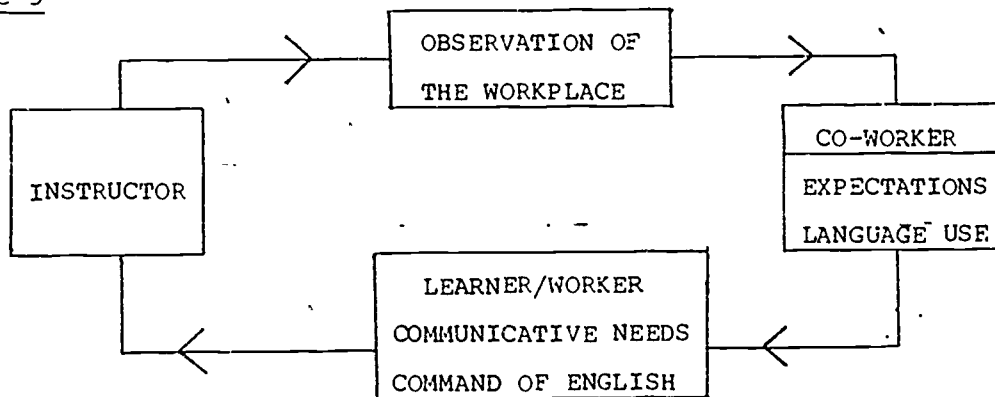 OBSERVATION OF
THE WORKPLACE
INSTRUCTOR
CO-WORKER
EXPECTATIONS
LANGUAGE USE
LEARNER/WORKER
COMMUNICATIVE NEEDS
COMMAND OF ENGLISH